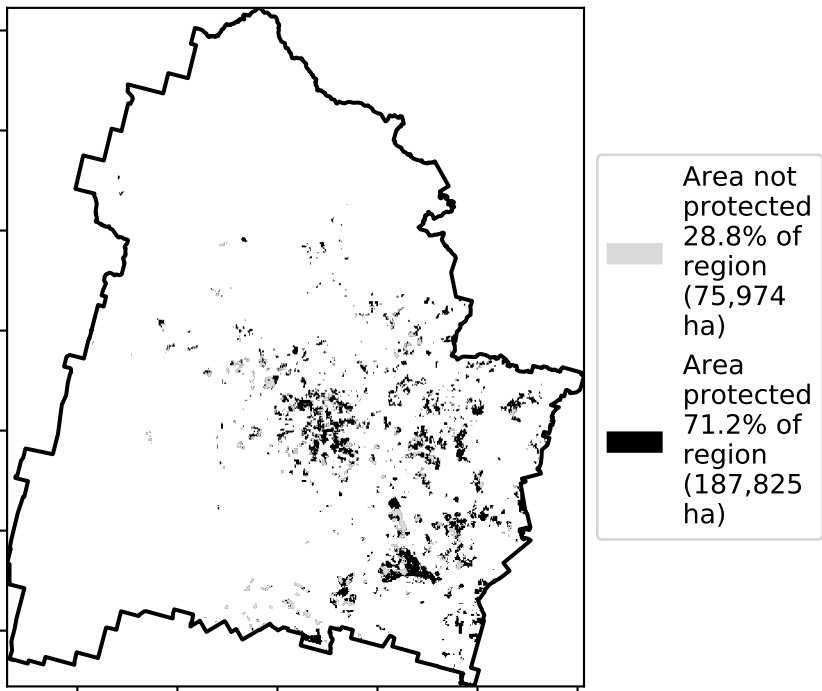 Area not
protected
28.8% of
region
(75,974
ha)
Area
protected
71.2% of
region
(187,825
ha)